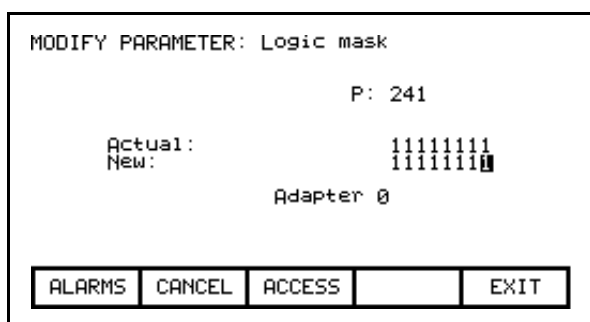 MODIFY PARAMETER: Logic mask
P: 241
Actual: 11111111
New: 11111111
Adapter 0
ALARMS CANCEL ACCESS EXIT